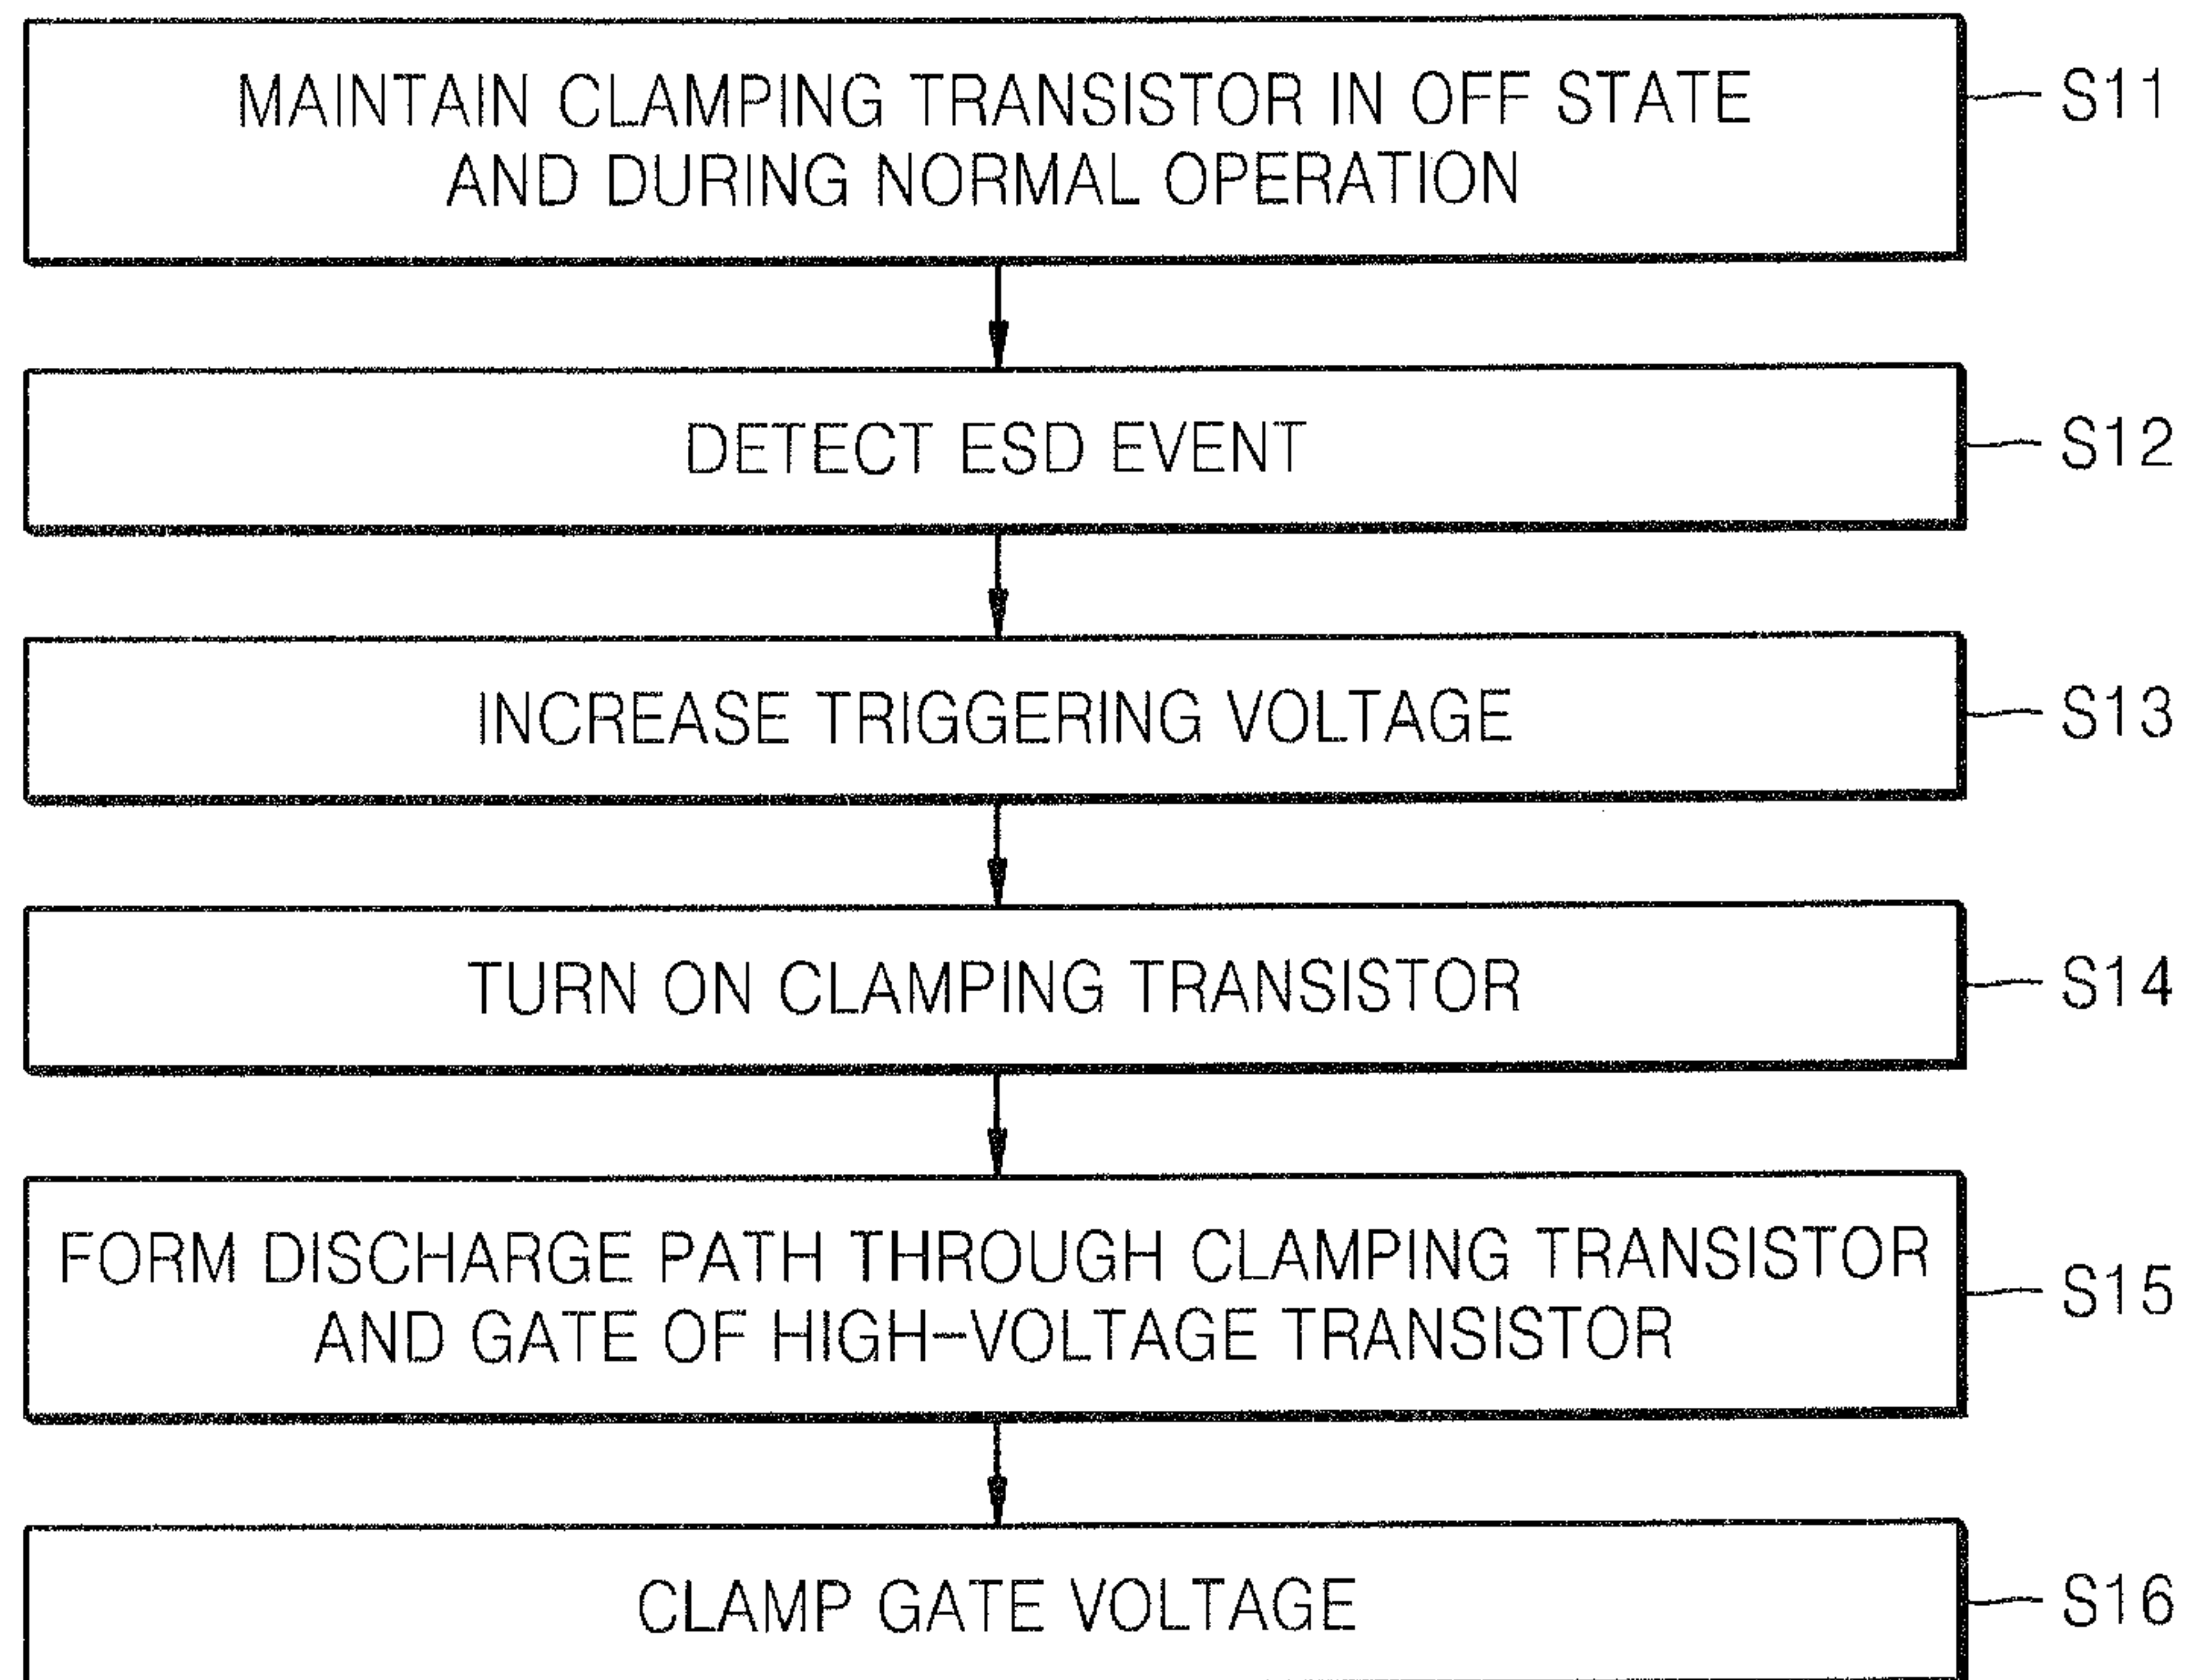 MAINTAIN CLAMPING TRANSISTOR IN OFF STATE
AND DURING NORMAL OPERATION
S11
DETECT ESD EVENT
S12
INCREASE TRIGGERING VOLTAGE
S13
TURN ON CLAMPING TRANSISTOR
S14
FORM DISCHARGE PATH THROUGH CLAMPING TRANSISTOR
AND GATE OF HIGH-VOLTAGE TRANSISTOR
S15
CLAMP GATE VOLTAGE
S16